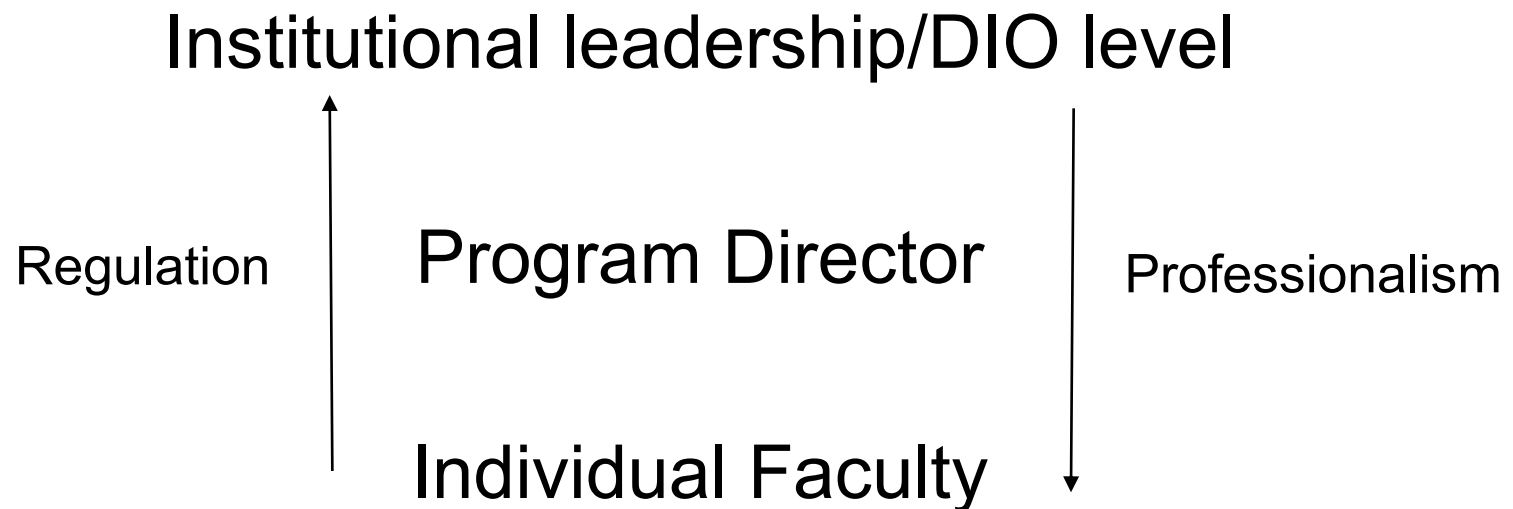 Institutional leadership/DIO level
Regulation
Program Director
Professionalism
Individual Faculty